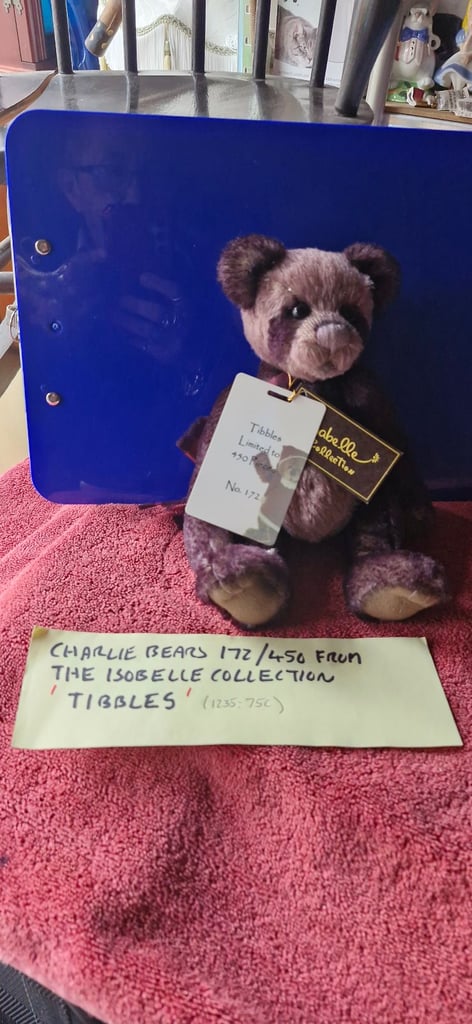 Tibbles
Limited to
450 Pieces
No. 172
abelle
Collection
CHARLIE BEARS 172/450 FROM
THE ISOBELLE COLLECTION
'TIBBLES' (1235:75C)